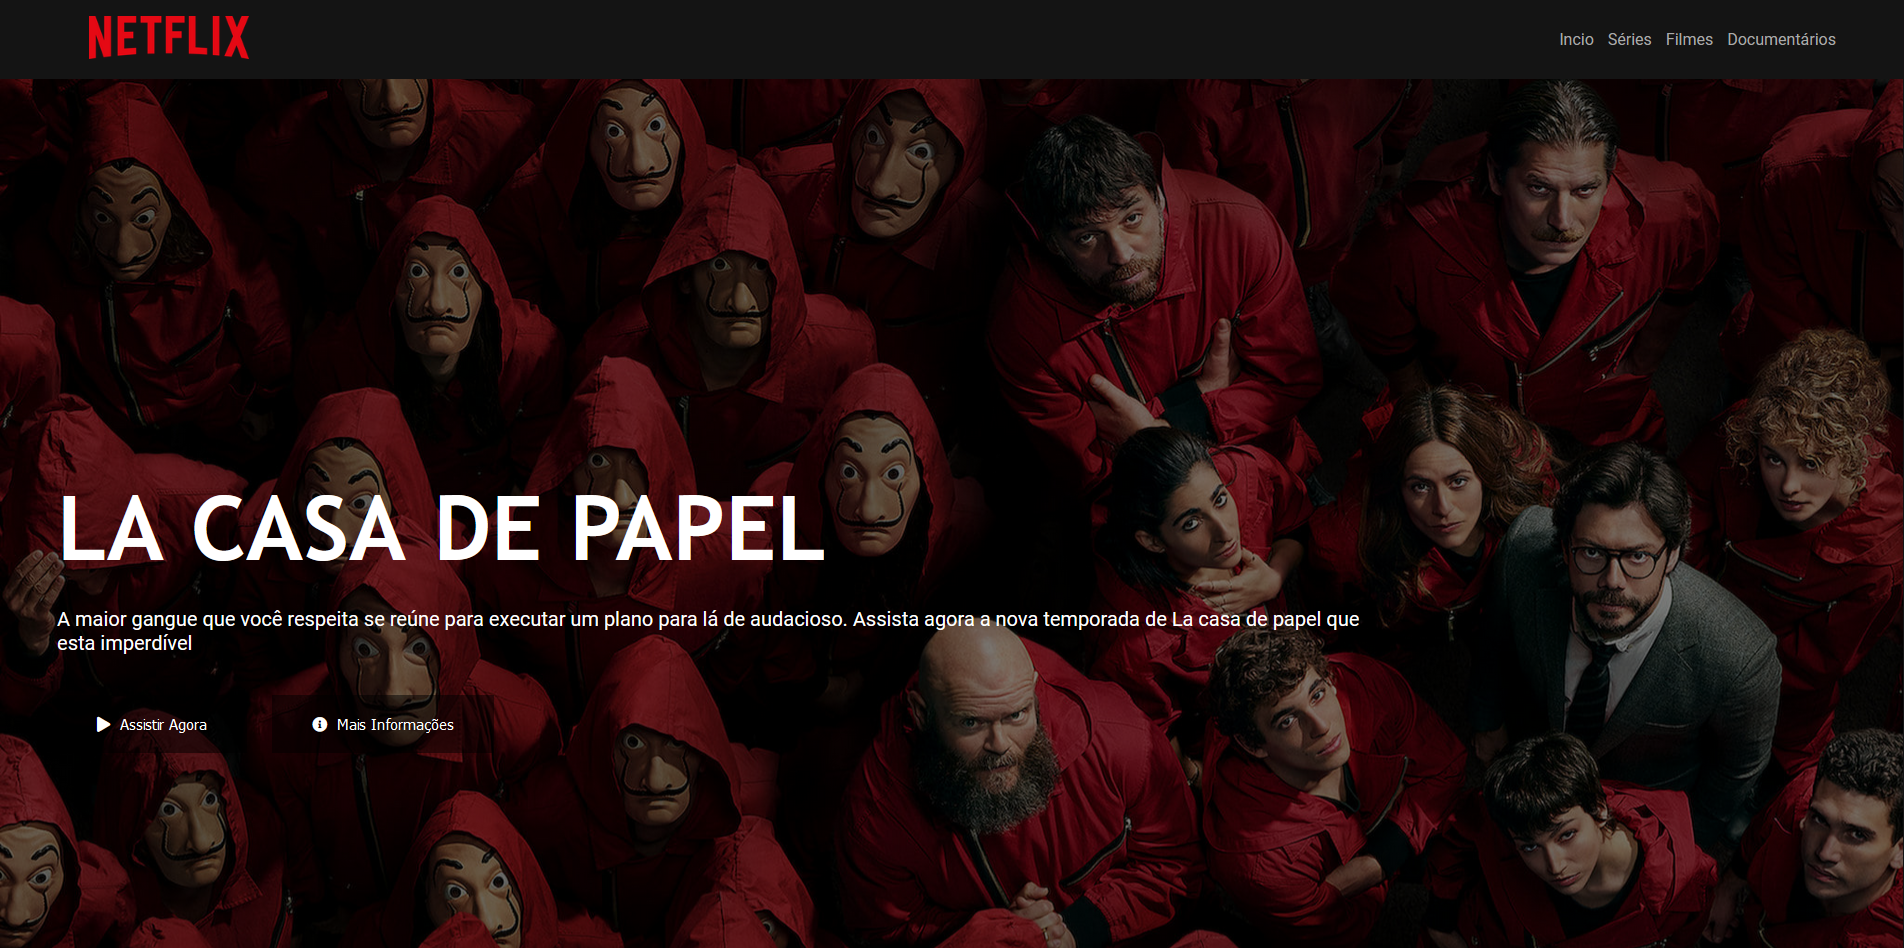 NETFLIX
Incio Séries Filmes Documentários
LA CASA DE PAPEL
A maior gangue que você respeita se reúne para executar um plano para lá de audacioso. Assista agora a nova temporada de La casa de papel que
esta imperdível
Assistir Agora Mais Informações